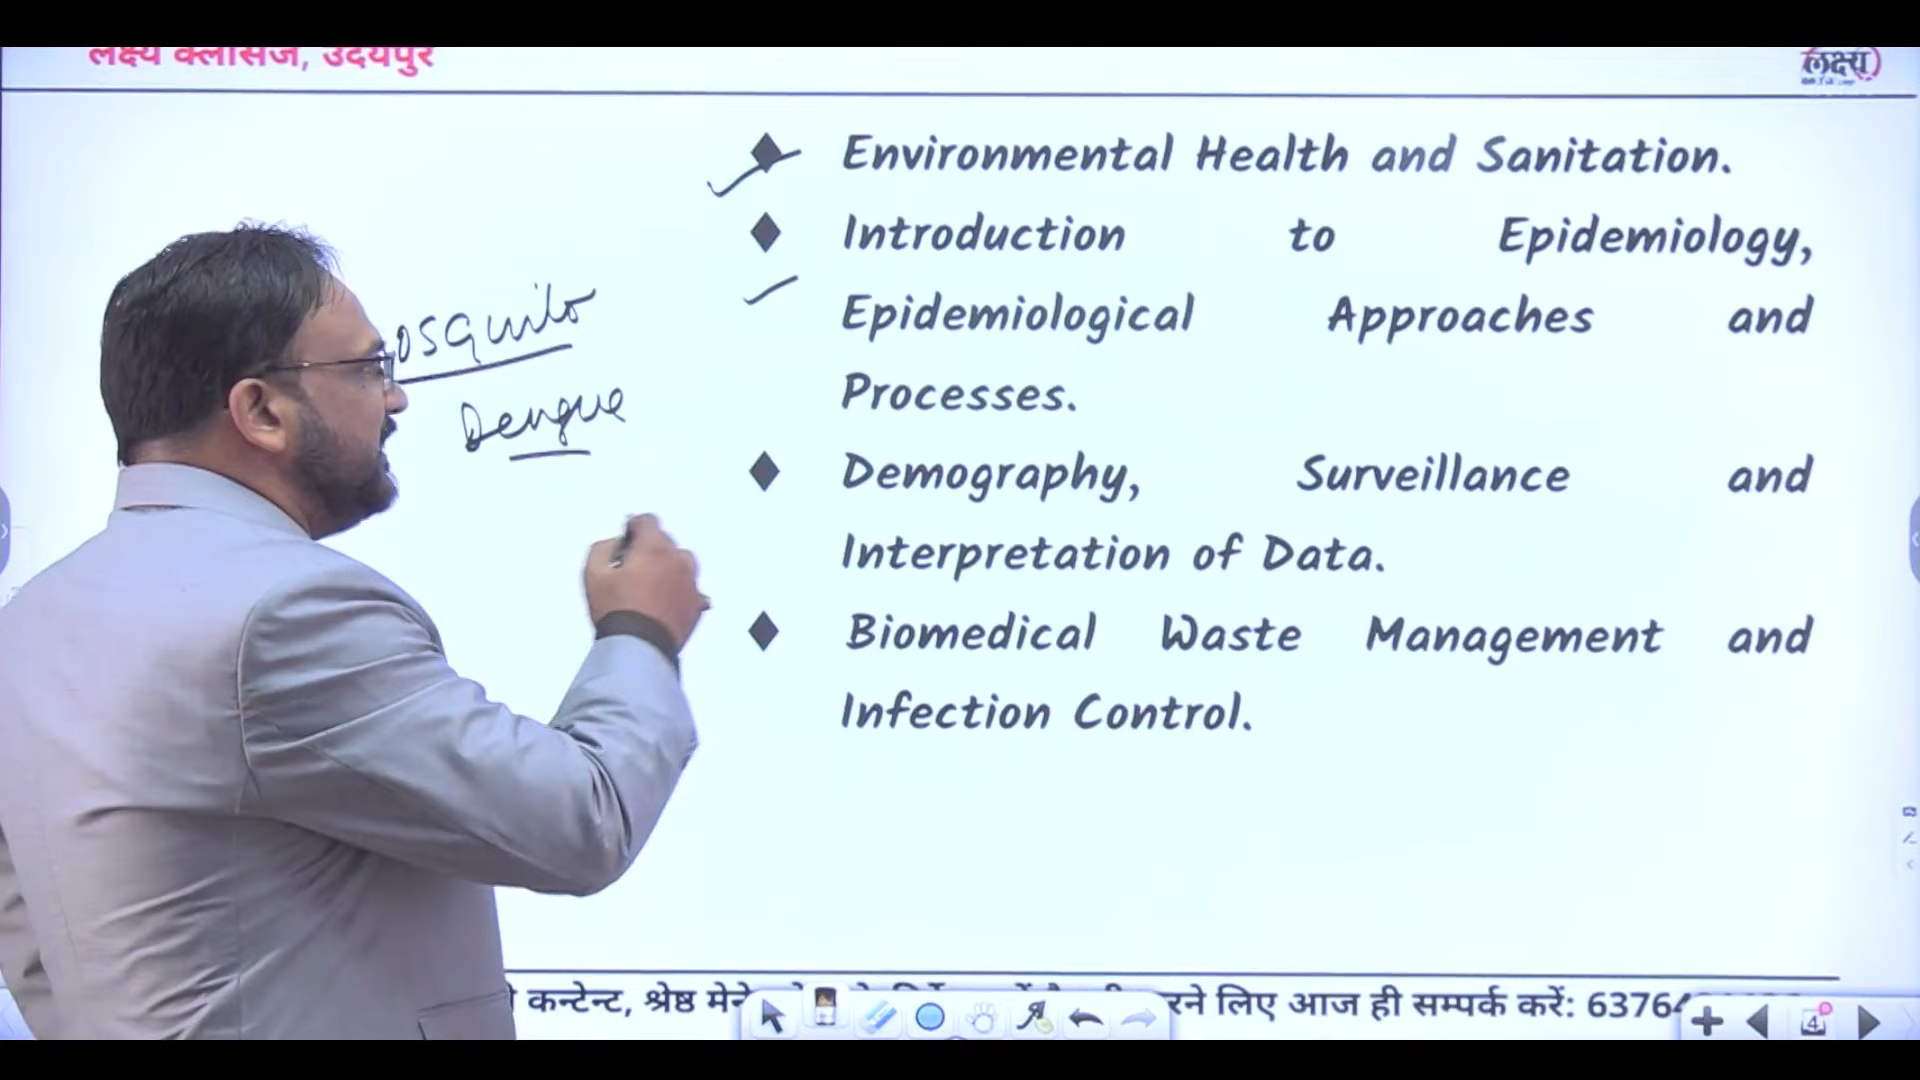 लक्ष्य क्लासेज, उदयपुर
लक्ष्य
Environmental Health and Sanitation.
Introduction to Epidemiology,
Epidemiological Approaches and
Processes.
Demography, Surveillance and
Interpretation of Data.
Biomedical Waste Management and
Infection Control.
Dengue
कन्टेन्ट, श्रेष्ठ
लिए आज ही सम्पर्क करें: 6376
4